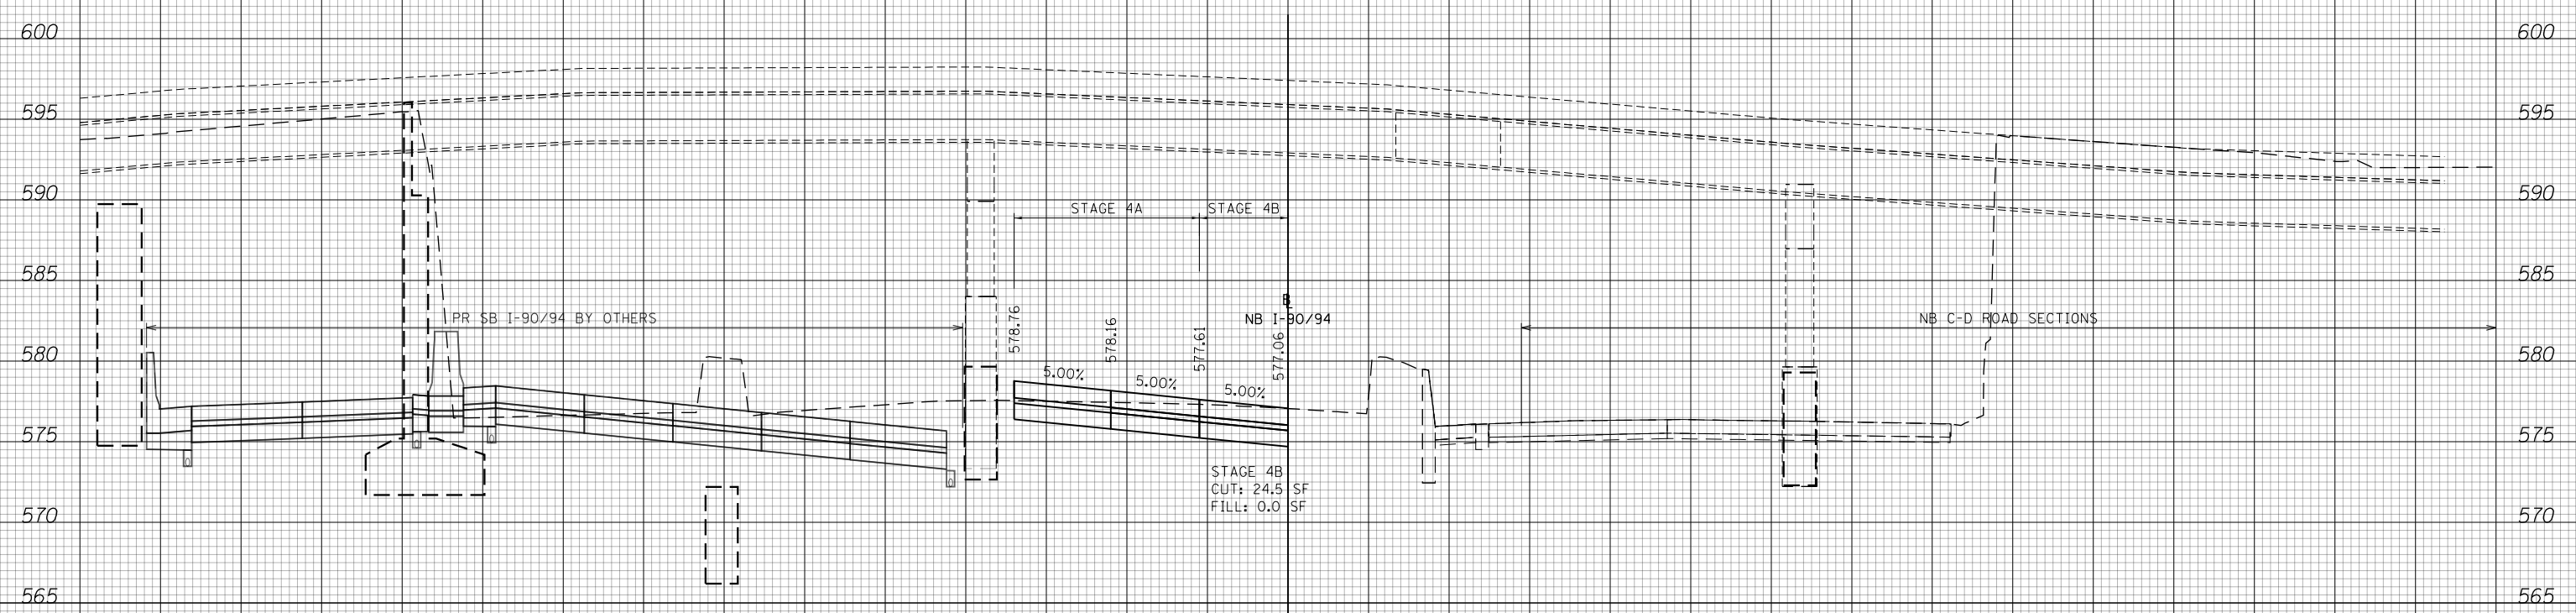 600 600
595 595
590 590
STAGE 4A STAGE 4B
585 585
PR SB I-90/94 BY OTHERS
NB I-90/94
NB C-D ROAD SECTIONS
578.76
578.16
577.61
577.06
580 580
5.00%
5.00%
5.00%
575 575
STAGE 4B
CUT: 24.5 SF
FILL: 0.0 SF
570 570
565 565